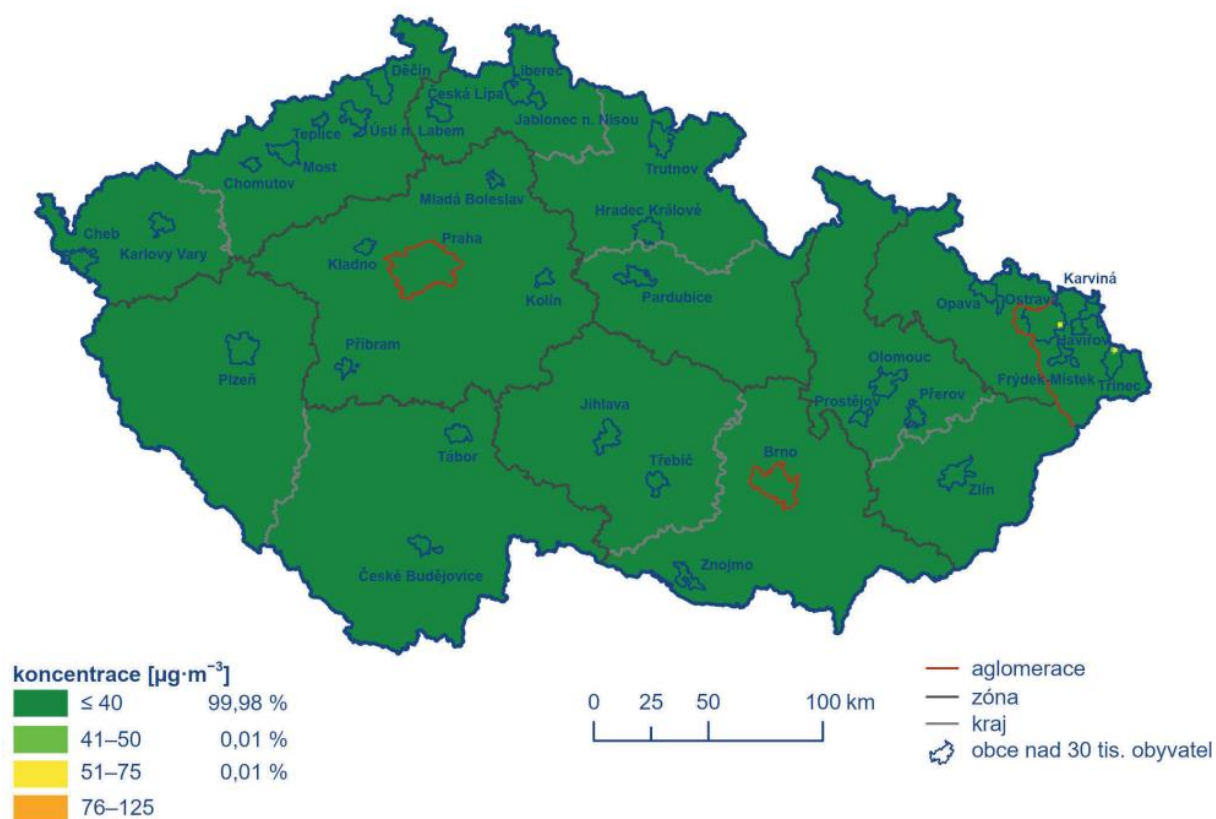 Děčín
Liberec
Česká Lípa
Jablonec n. Nisou
Teplice
Ústí n. Labem
Most
Chomutov
Trutnov
Mladá Boleslav
Hradec Králové
Cheb
Karlovy Vary
Praha
Kladno
Kolín
Pardubice
Karviná
Opava
Ostrava
Havířov
Příbram
Plzeň
Olomouc
Frýdek-Místek
Třinec
Prostějov
Přerov
Jihlava
Tábor
Třebíč
Brno
Zlín
České Budějovice
Znojmo
koncentrace [µg·m⁻³]
≤ 40 99,98 %
41–50 0,01 %
51–75 0,01 %
76–125
0 25 50 100 km
aglomerace
zóna
kraj
obce nad 30 tis. obyvatel